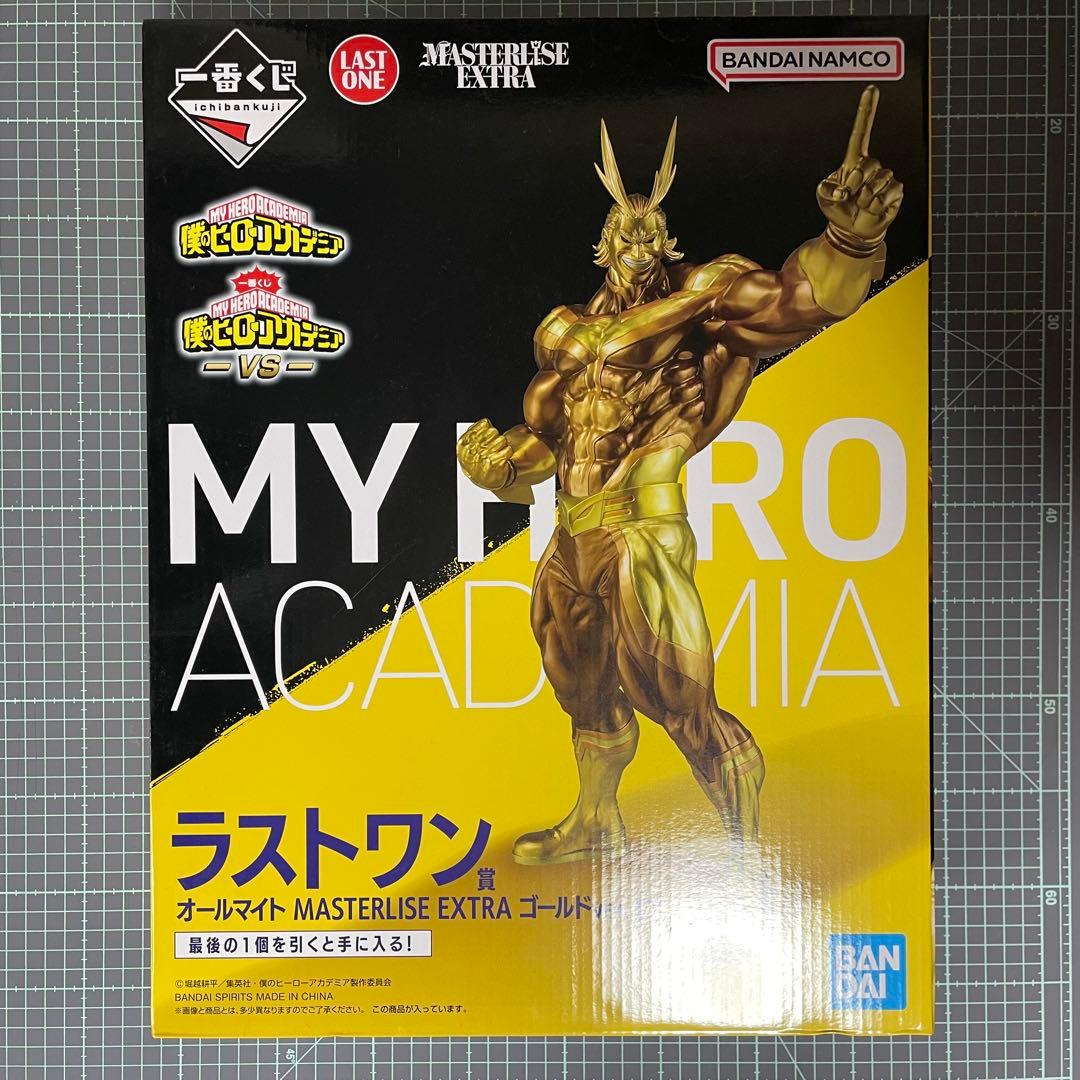 一番くじ
ichibankuji
LAST
ONE
MASTERLISE
EXTRA
BANDAI NAMCO
MY HERO ACADEMIA
僕のヒーローアカデミア
一番くじ
MY HERO ACADEMIA
僕のヒーローアカデミア
VS
MY H RO
ACAD MIA
ラストワン賞
オールマイト MASTERLISE EXTRA ゴールド
最後の1個を引くと手に入る!
© 堀越耕平/集英社・僕のヒーローアカデミア製作委員会
BANDAI SPIRITS MADE IN CHINA
※画像と商品とは、多少異なりますのでご了承ください。 この商品が入っています。
BAN
DAI
20
30
40
50
60
45°